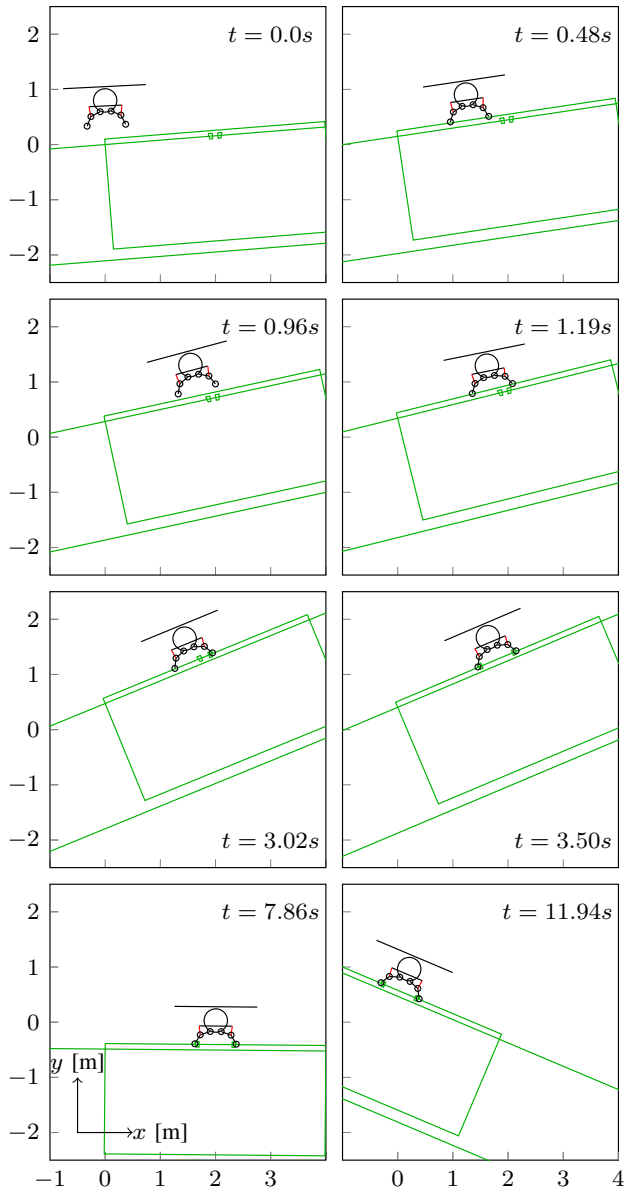 t = 0.0s
t = 0.48s
2
1
0
−1
−2
t = 0.96s
t = 1.19s
2
1
0
−1
−2
2
1
0
−1
−2
t = 3.02s
t = 3.50s
t = 7.86s
t = 11.94s
2
1
0
−1
−2
y [m]
x [m]
−1 0 1 2 3 0 1 2 3 4